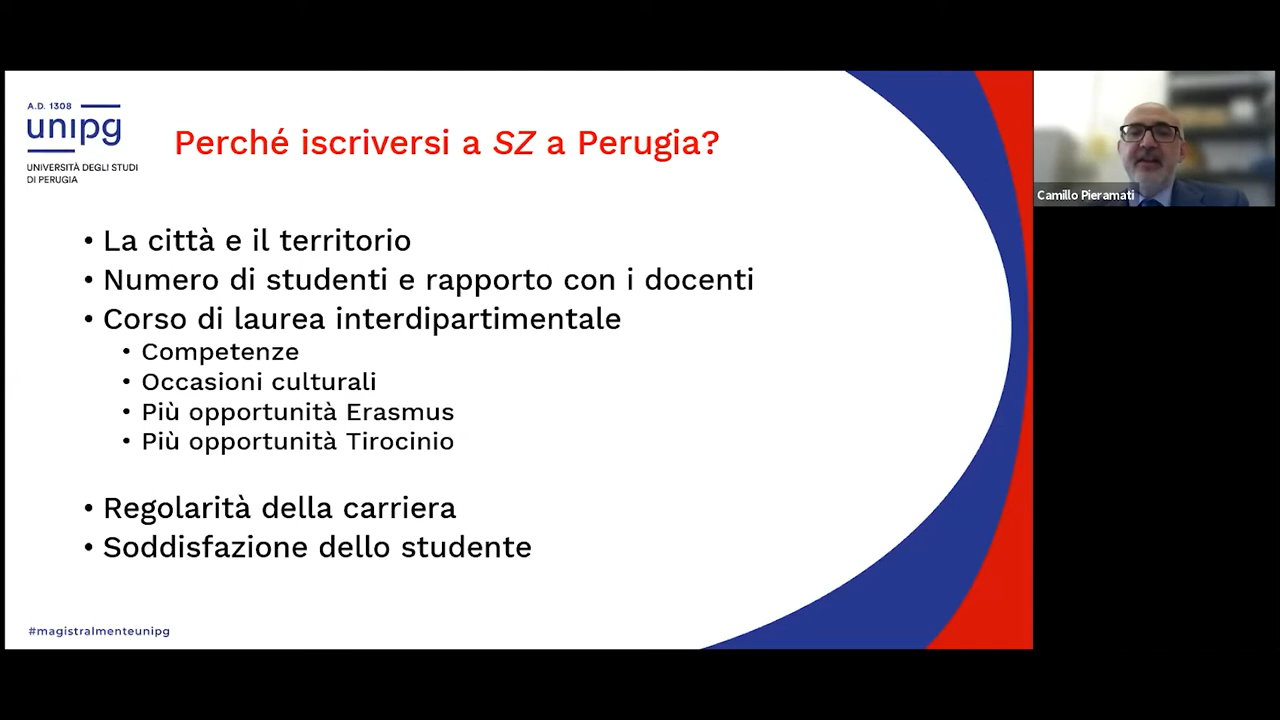 A.D. 1308
unipg
UNIVERSITÀ DEGLI STUDI
DI PERUGIA
Perché iscriversi a SZ a Perugia?
• La città e il territorio
• Numero di studenti e rapporto con i docenti
• Corso di laurea interdipartimentale
• Competenze
• Occasioni culturali
• Più opportunità Erasmus
• Più opportunità Tirocinio
• Regolarità della carriera
• Soddisfazione dello studente
#magistralmenteunipg
Camillo Pieramati